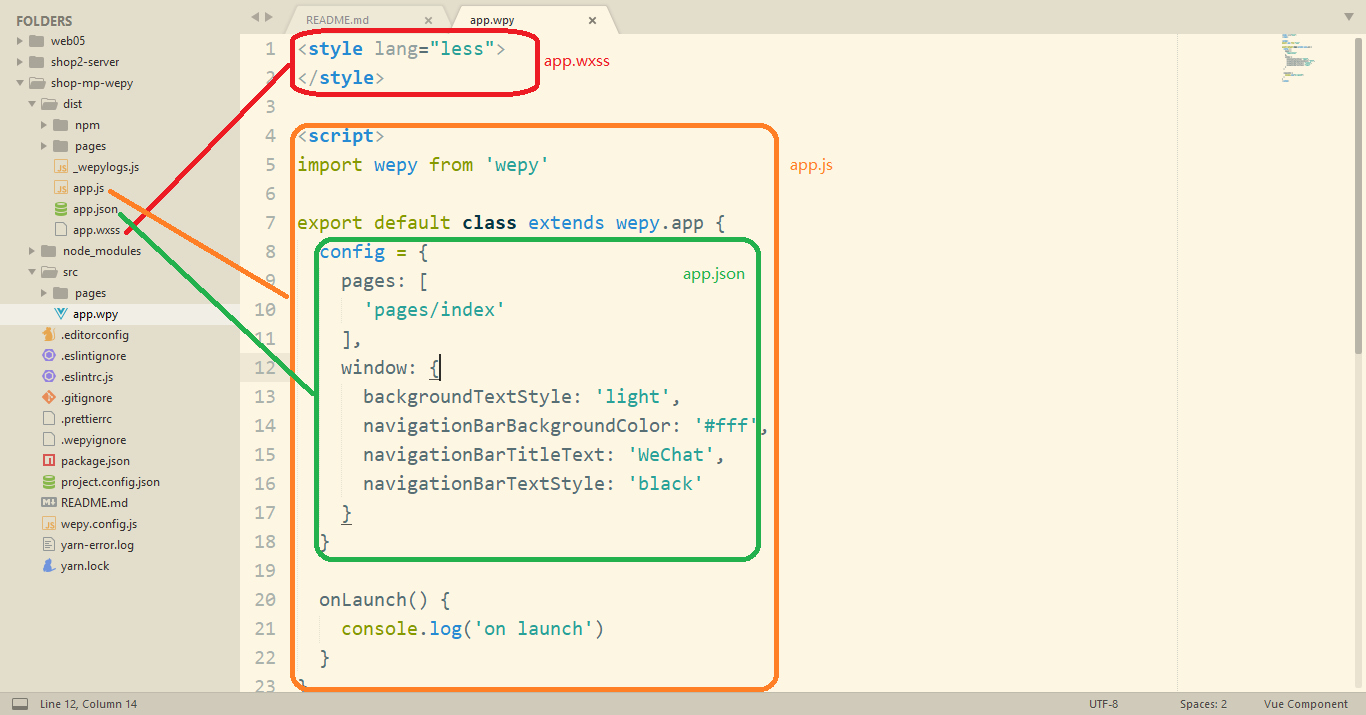 FOLDERS
web05
shop2-server
shop-mp-wepy
dist
npm
pages
_wepylogs.js
app.js
app.json
app.wxss
node_modules
src
pages
app.wpy
.editorconfig
.eslintignore
.eslintrc.js
.gitignore
.prettierrc
.wepyignore
package.json
project.config.json
README.md
wepy.config.js
yarn-error.log
yarn.lock
README.md × app.wpy ×
1 <style lang="less">
app.wxss
2 </style>
3
4 <script>
5 import wepy from 'wepy'
app.js
6
7 export default class extends wepy.app {
8 config = {
app.json
9 pages: [
10 'pages/index'
11 ],
12 window: {
13 backgroundTextStyle: 'light',
14 navigationBarBackgroundColor: '#fff',
15 navigationBarTitleText: 'WeChat',
16 navigationBarTextStyle: 'black'
17 }
18 }
19
20 onLaunch() {
21 console.log('on launch')
22 }
23 }
Line 12, Column 14 UTF-8 Spaces: 2 Vue Component